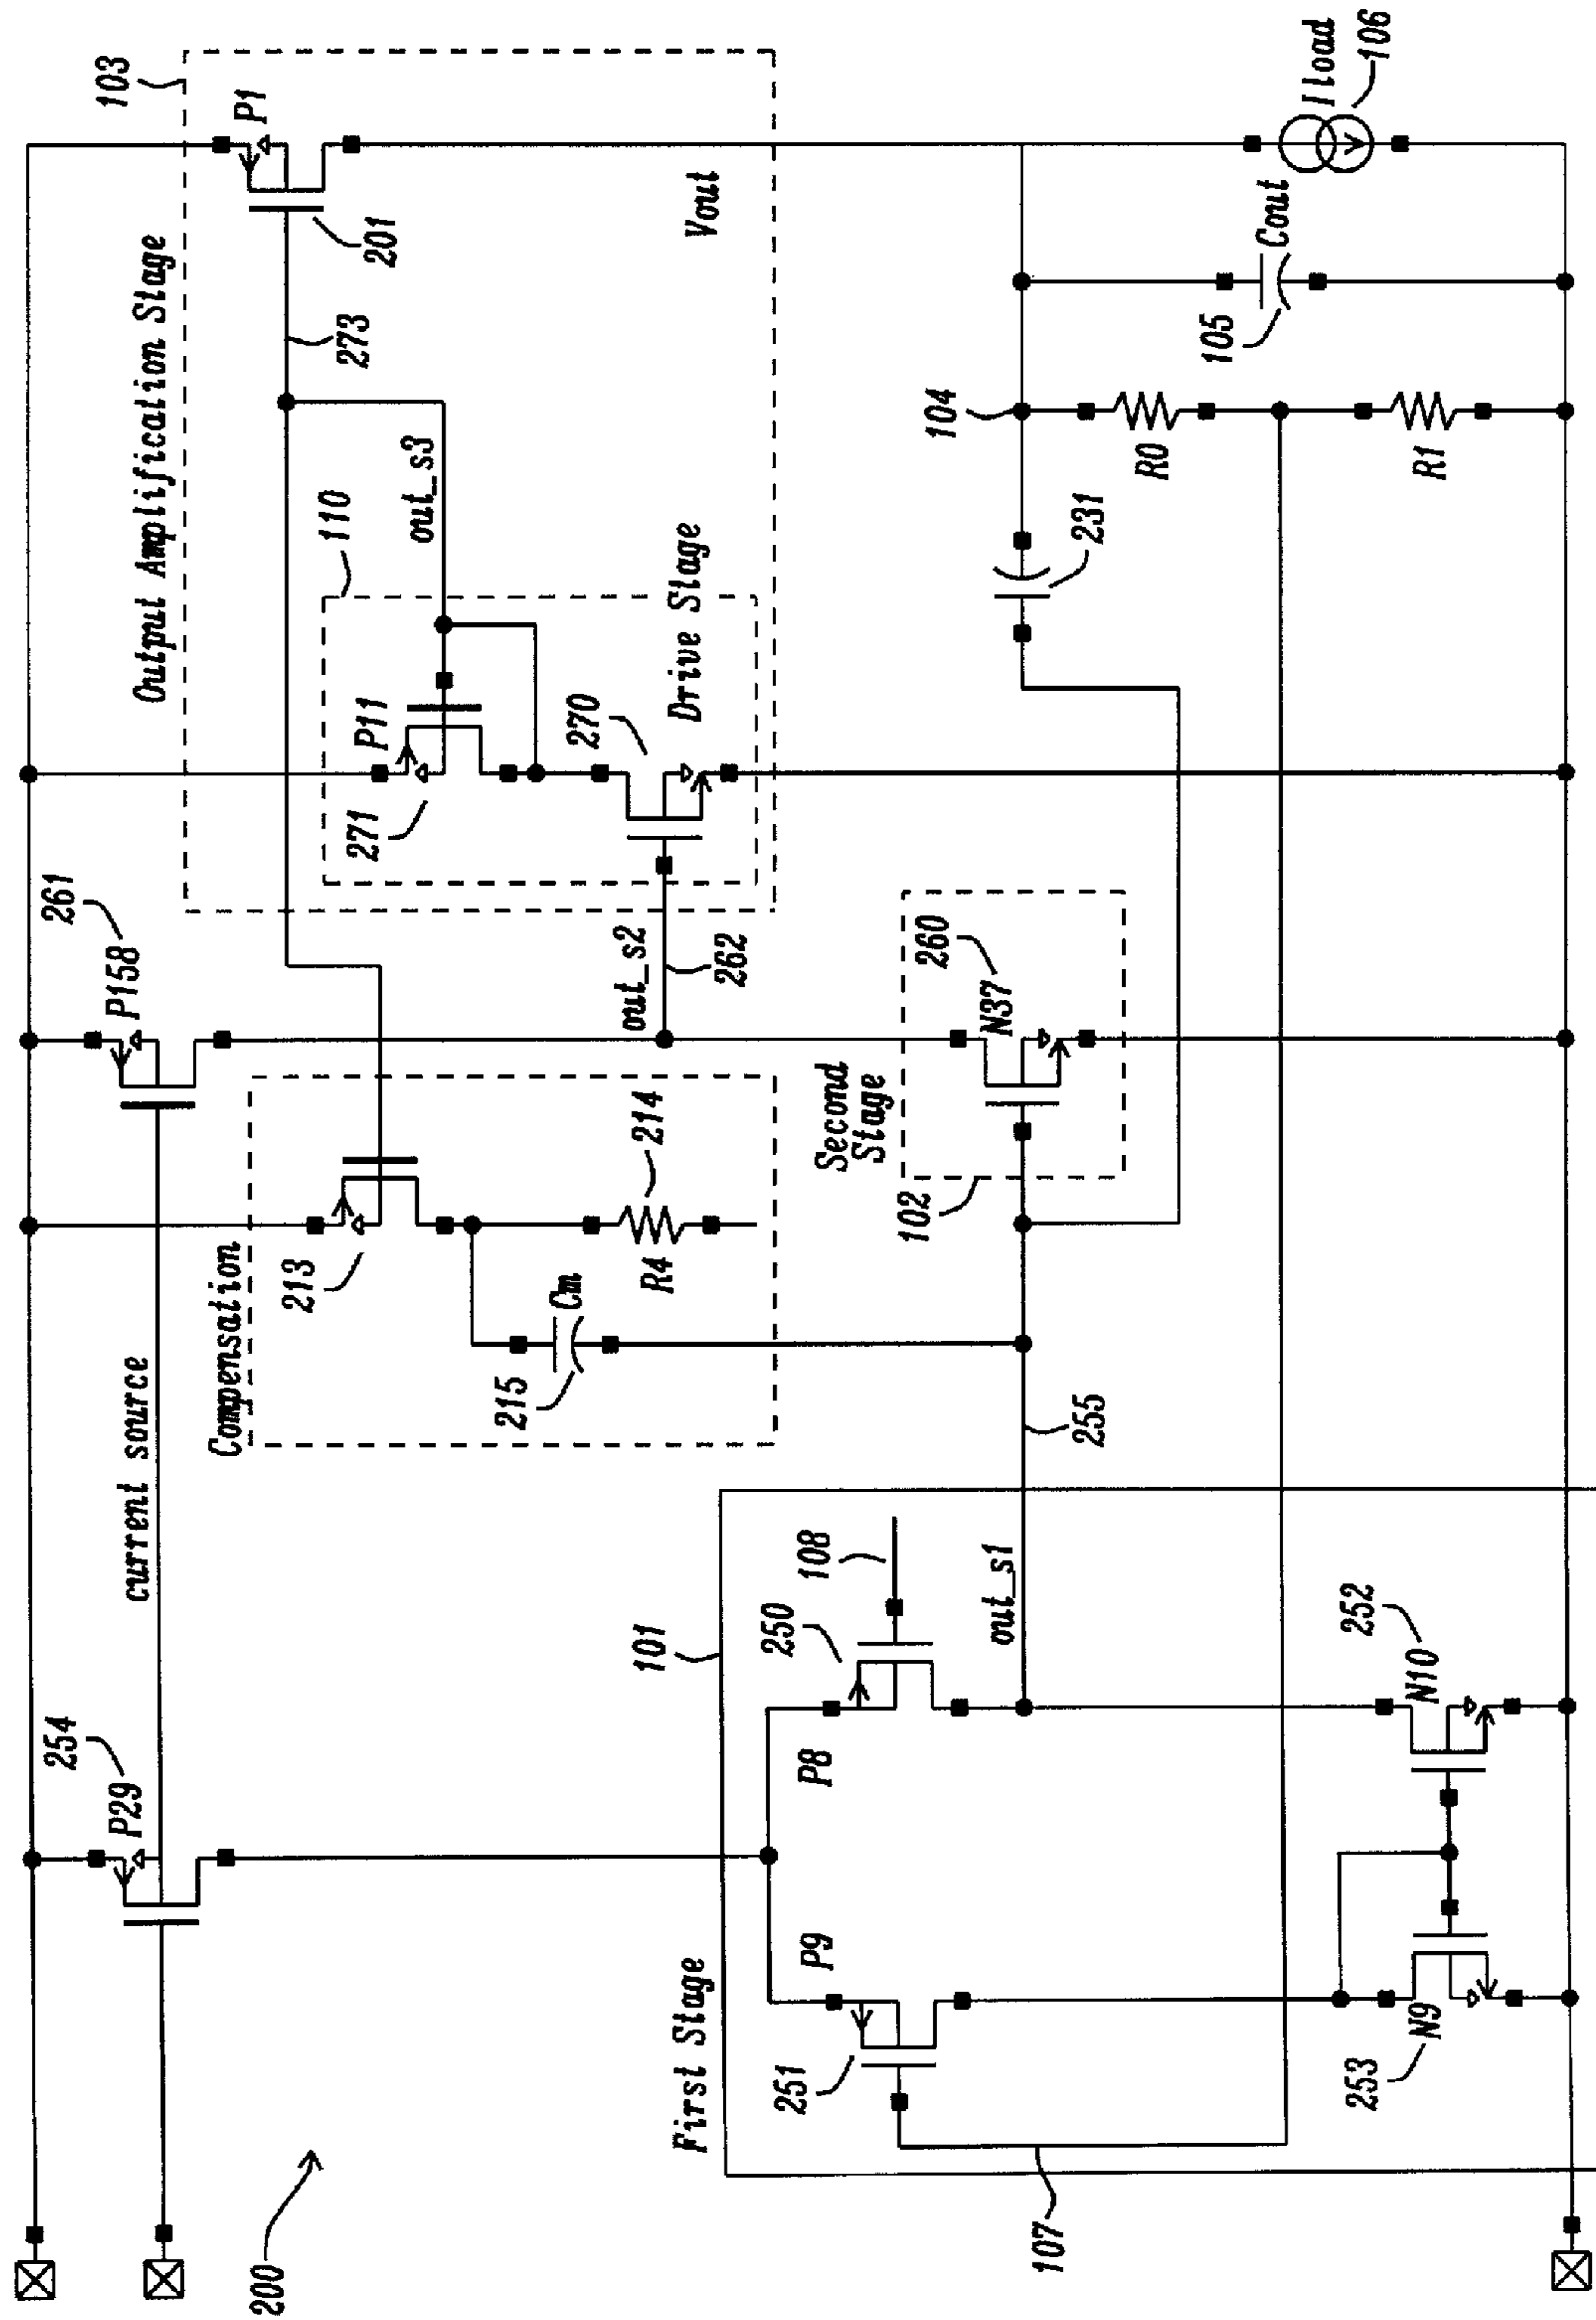 103
Output Amplification Stage
P1
201
273
Vout
out_s3
110
P11
271
270
Drive Stage
261
P158
current source
Compensation
213
214
R4
Cm
215
out_s2
262
Second
Stage
260
N37
102
255
104
231
R0
R1
105
Cout
Iload
106
254
P29
First Stage
101
108
250
P8
P9
251
out_s1
252
N10
N9
253
107
200